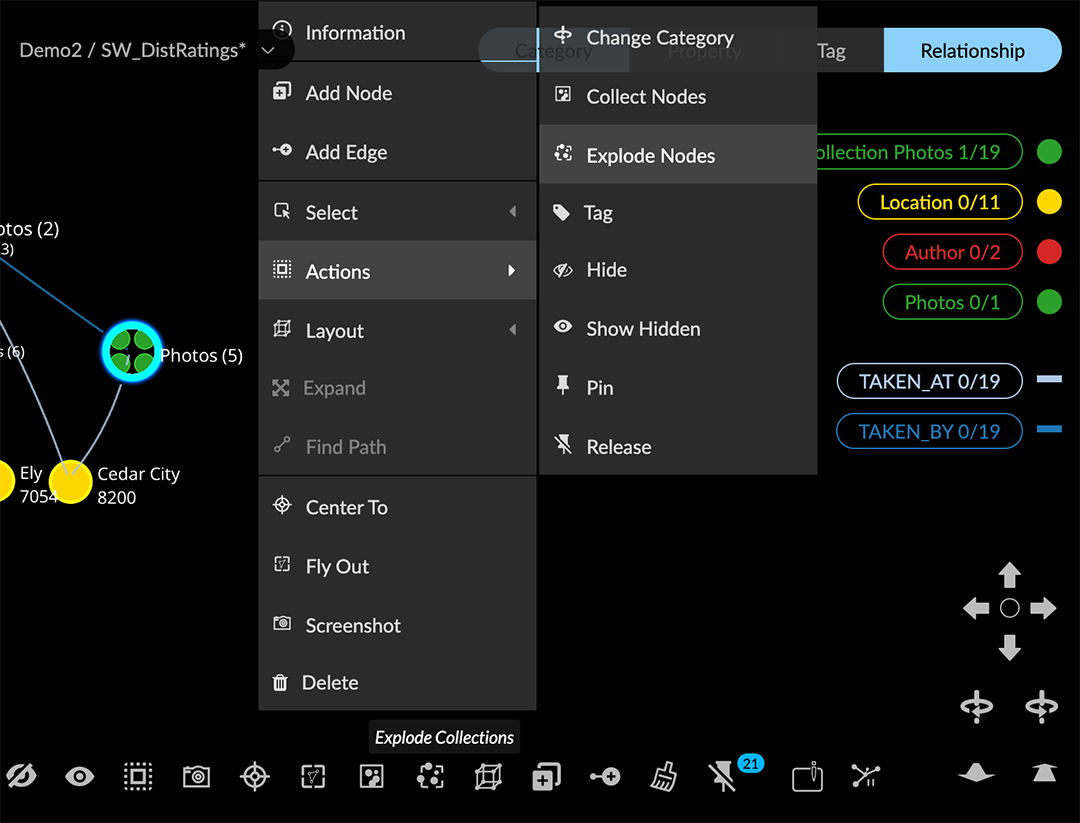 Demo2 / SW_DistRatings*
Category
Property
Tag
Relationship
Information
Add Node
Add Edge
Select
Actions
Layout
Expand
Find Path
Center To
Fly Out
Screenshot
Delete
Change Category
Collect Nodes
Explode Nodes
Tag
Hide
Show Hidden
Pin
Release
ollection Photos 1/19
Location 0/11
Author 0/2
Photos 0/1
TAKEN_AT 0/19
TAKEN_BY 0/19
otos (2)
3)
s (6)
Photos (5)
Ely
7054
Cedar City
8200
Explode Collections
21